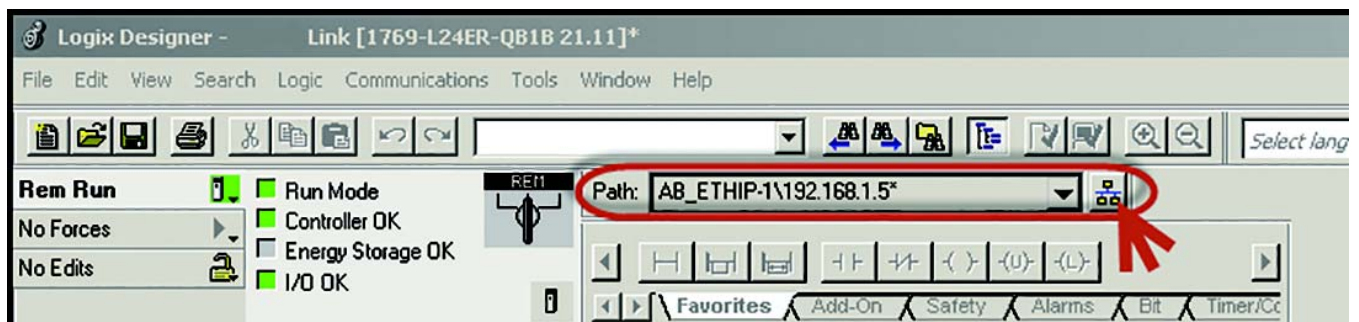 Logix Designer - Link [1769-L24ER-QB1B 21.11]*
File Edit View Search Logic Communications Tools Window Help
Select lang
Rem Run
No Forces
No Edits
Run Mode
Controller OK
Energy Storage OK
I/O OK
REM
Path: AB_ETHIP-1\192.168.1.5*
-(U)- -(L)-
Favorites Add-On Safety Alarms Bit Timer/Cc